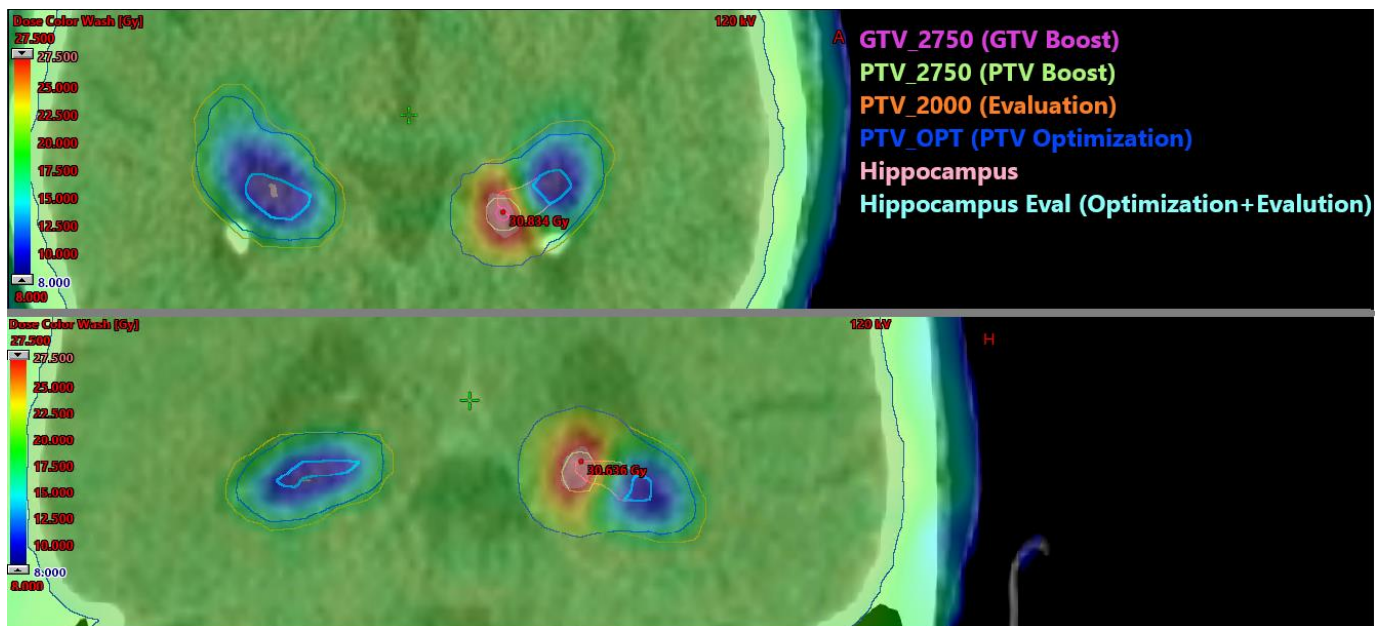 Dose Color Wash [Gy]
120 kV
27.500
27.500
25.000
22.500
20.000
17.500
15.000
12.500
10.000
8.000
8.000
A
30.834 Gy
GTV_2750 (GTV Boost)
PTV_2750 (PTV Boost)
PTV_2000 (Evaluation)
PTV_OPT (PTV Optimization)
Hippocampus
Hippocampus Eval (Optimization+Evalution)
Dose Color Wash [Gy]
120 kV
27.500
27.500
25.000
22.500
20.000
17.500
15.000
12.500
10.000
8.000
8.000
H
30.636 Gy